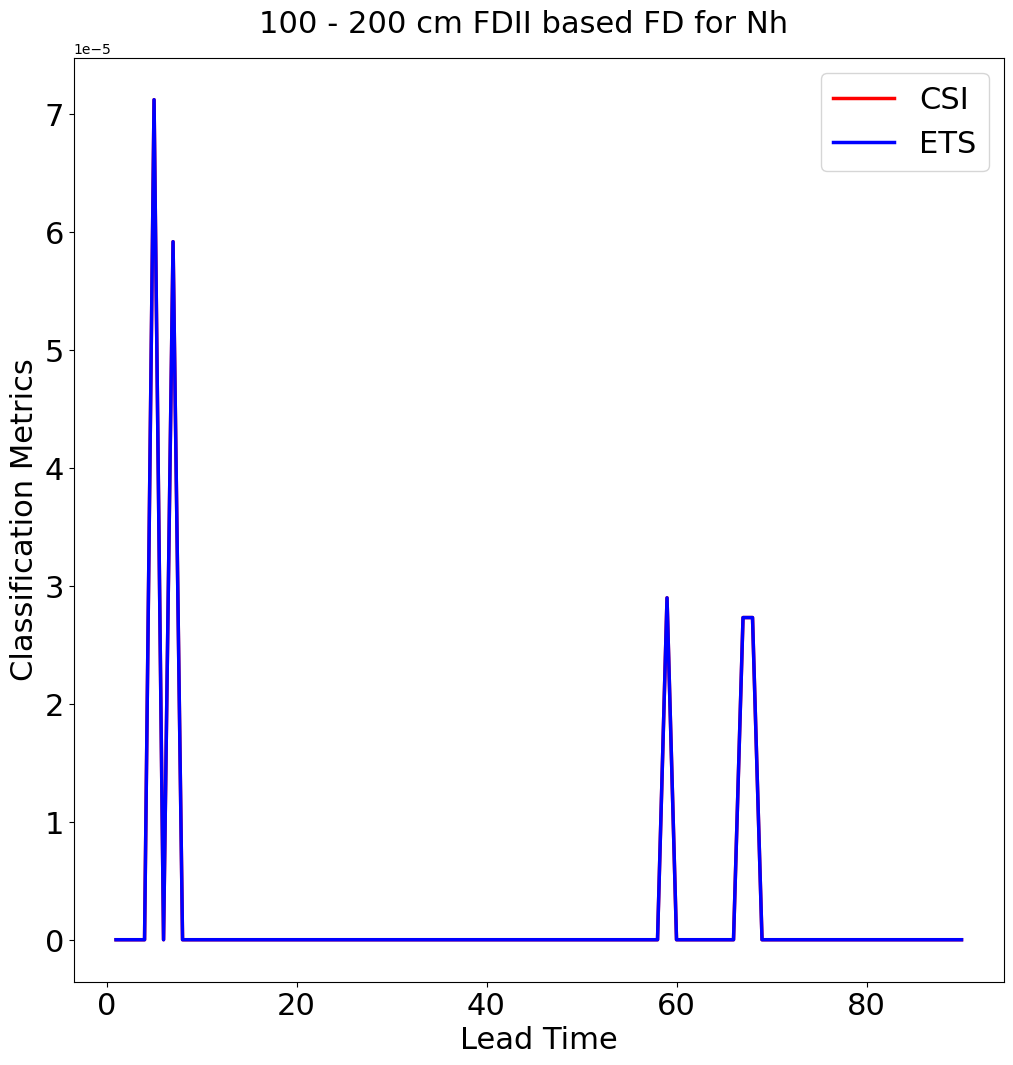 100 - 200 cm FDII based FD for Nh
1e−5
CSI
ETS
7
6
5
4
3
2
1
0
Classification Metrics
0 20 40 60 80
Lead Time